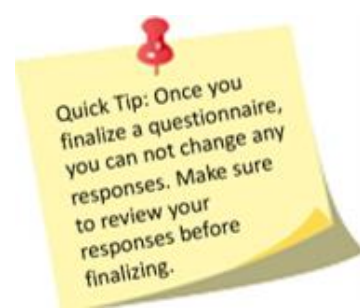 Quick Tip: Once you
finalize a questionnaire,
you can not change any
responses. Make sure
to review your
responses before
finalizing.